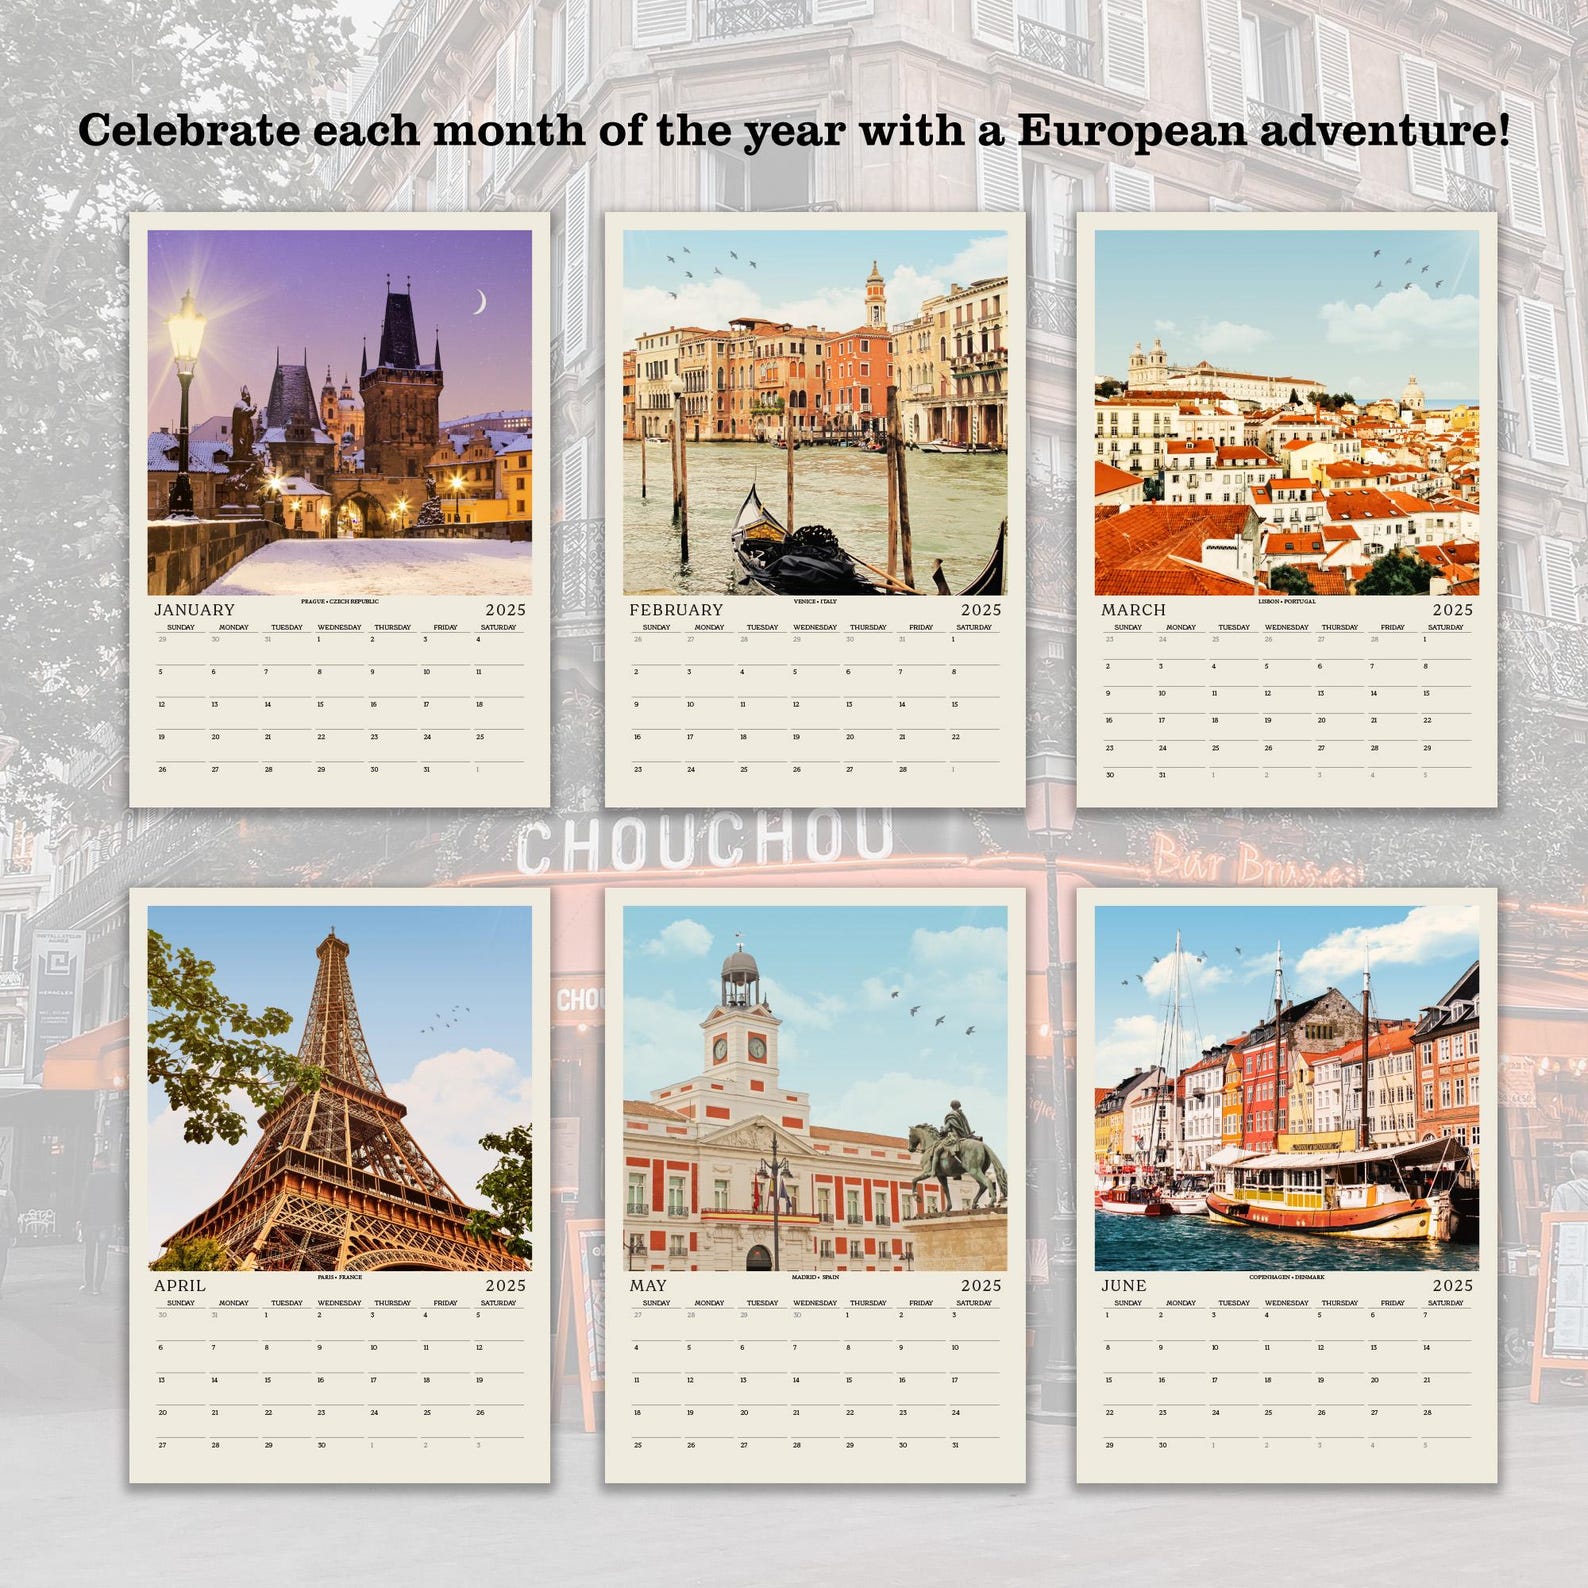 Celebrate each month of the year with a European adventure!
PRAGUE • CZECH REPUBLIC
JANUARY 2025
SUNDAY MONDAY TUESDAY WEDNESDAY THURSDAY FRIDAY SATURDAY
29 30 31 1 2 3 4
5 6 7 8 9 10 11
12 13 14 15 16 17 18
19 20 21 22 23 24 25
26 27 28 29 30 31 1
VENICE • ITALY
FEBRUARY 2025
SUNDAY MONDAY TUESDAY WEDNESDAY THURSDAY FRIDAY SATURDAY
26 27 28 29 30 31 1
2 3 4 5 6 7 8
9 10 11 12 13 14 15
16 17 18 19 20 21 22
23 24 25 26 27 28 1
LISBON • PORTUGAL
MARCH 2025
SUNDAY MONDAY TUESDAY WEDNESDAY THURSDAY FRIDAY SATURDAY
23 24 25 26 27 28 1
2 3 4 5 6 7 8
9 10 11 12 13 14 15
16 17 18 19 20 21 22
23 24 25 26 27 28 29
30 31 1 2 3 4 5
CHOUCHOU
Bar Bras
PARIS • FRANCE
APRIL 2025
SUNDAY MONDAY TUESDAY WEDNESDAY THURSDAY FRIDAY SATURDAY
30 31 1 2 3 4 5
6 7 8 9 10 11 12
13 14 15 16 17 18 19
20 21 22 23 24 25 26
27 28 29 30 1 2 3
CHOU
MADRID • SPAIN
MAY 2025
SUNDAY MONDAY TUESDAY WEDNESDAY THURSDAY FRIDAY SATURDAY
27 28 29 30 1 2 3
4 5 6 7 8 9 10
11 12 13 14 15 16 17
18 19 20 21 22 23 24
25 26 27 28 29 30 31
COPENHAGEN • DENMARK
JUNE 2025
SUNDAY MONDAY TUESDAY WEDNESDAY THURSDAY FRIDAY SATURDAY
1 2 3 4 5 6 7
8 9 10 11 12 13 14
15 16 17 18 19 20 21
22 23 24 25 26 27 28
29 30 1 2 3 4 5